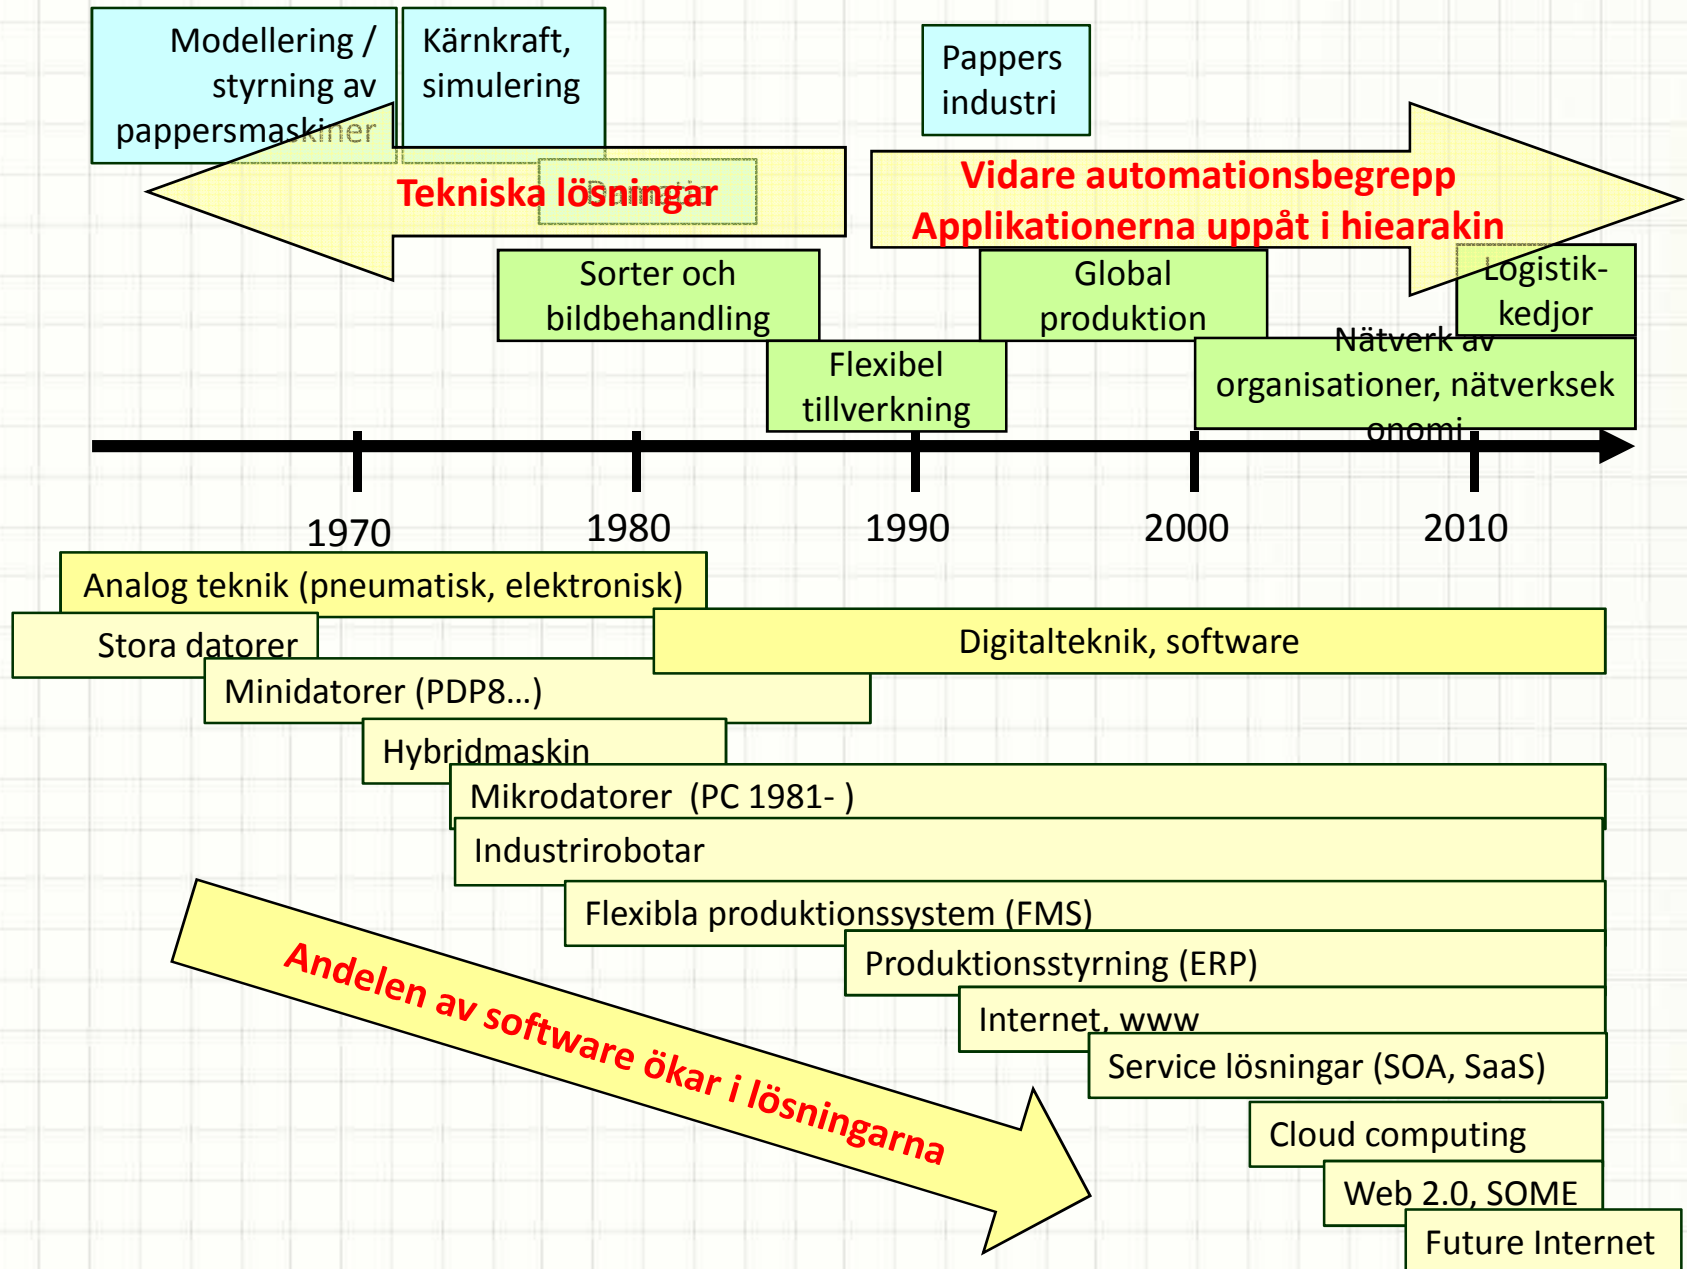 Modellering /
styrning av
pappersmaskiner
Kärnkraft,
simulering
Pappers
industri
Tekniska lösningar
Vidare automationsbegrepp
Applikationerna uppåt i hiearakin
Sorter och
bildbehandling
Global
produktion
Logistik-
kedjor
Flexibel
tillverkning
Nätverk av
organisationer, nätverksek
onomi
1970
1980
1990
2000
2010
Analog teknik (pneumatisk, elektronisk)
Stora datorer
Digitalteknik, software
Minidatorer (PDP8...)
Hybridmaskin
Mikrodatorer (PC 1981- )
Industrirobotar
Flexibla produktionssystem (FMS)
Produktionsstyrning (ERP)
Internet, www
Service lösningar (SOA, SaaS)
Cloud computing
Web 2.0, SOME
Future Internet
Andelen av software ökar i lösningarna